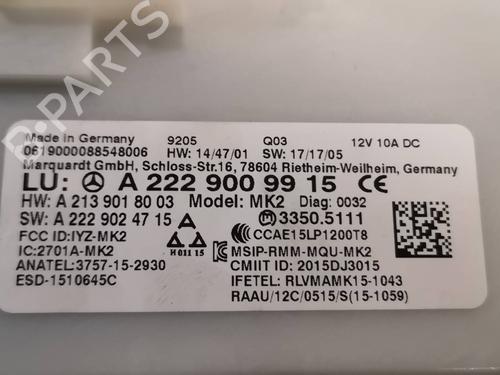 Made in Germany 9205 Q03 12V 10A DC
0619000088548006 HW: 14/47/01 SW: 17/17/05
Marquardt GmbH, Schloss-Str.16, 78604 Rietheim-Weilheim, Germany
LU: A 222 900 99 15 CE
HW: A 213 901 80 03 Model: MK2 Diag: 0032
SW: A 222 902 47 15 A 3350.5111
FCC ID:IYZ-MK2 CCAE15LP1200T8
IC:2701A-MK2 H 011 15 MSIP-RMM-MQU-MK2
ANATEL:3757-15-2930 CMIIT ID: 2015DJ3015
ESD-1510645C IFETEL: RLVMAMK15-1043
RAAU/12C/0515/S(15-1059)
B-PARTS